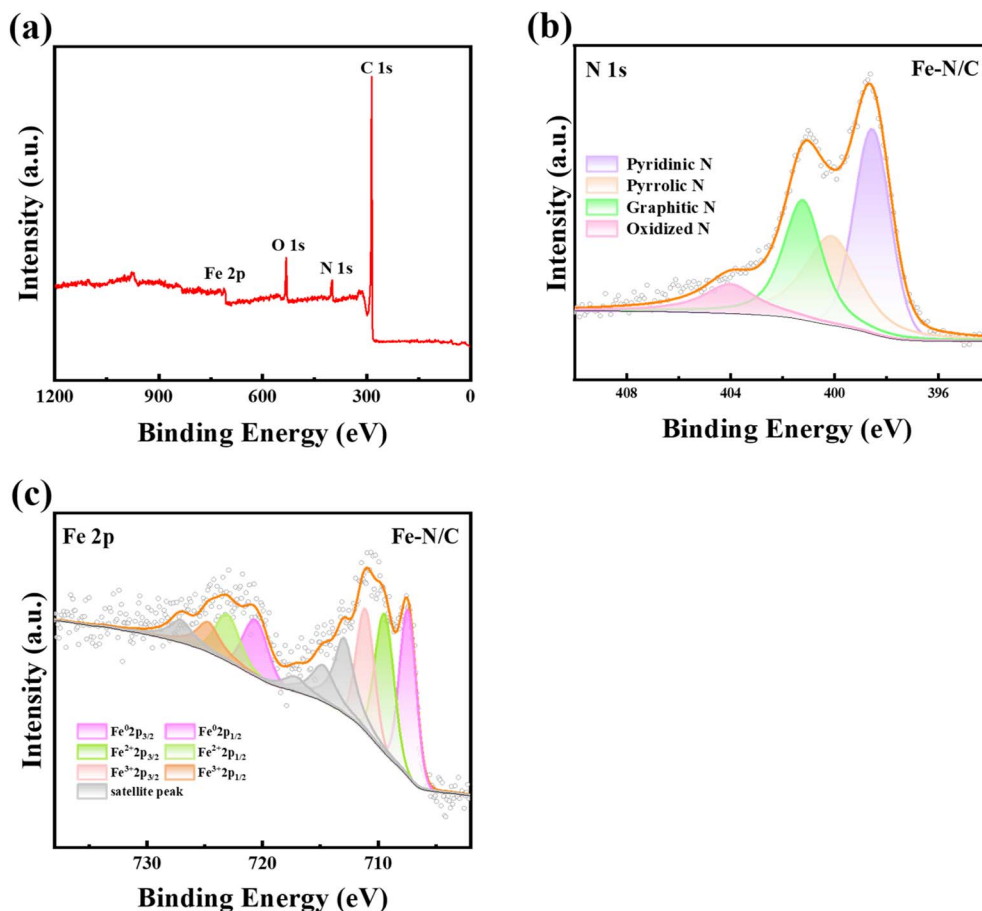 (a)
C 1s
O 1s
N 1s
Fe 2p
Intensity (a.u.)
1200 900 600 300 0
Binding Energy (eV)
(b)
N 1s Fe-N/C
Pyridinic N
Pyrrolic N
Graphitic N
Oxidized N
Intensity (a.u.)
408 404 400 396
Binding Energy (eV)
(c)
Fe 2p Fe-N/C
Fe⁰2p₃/₂ Fe⁰2p₁/₂
Fe²⁺2p₃/₂ Fe²⁺2p₁/₂
Fe³⁺2p₃/₂ Fe³⁺2p₁/₂
satellite peak
Intensity (a.u.)
730 720 710
Binding Energy (eV)